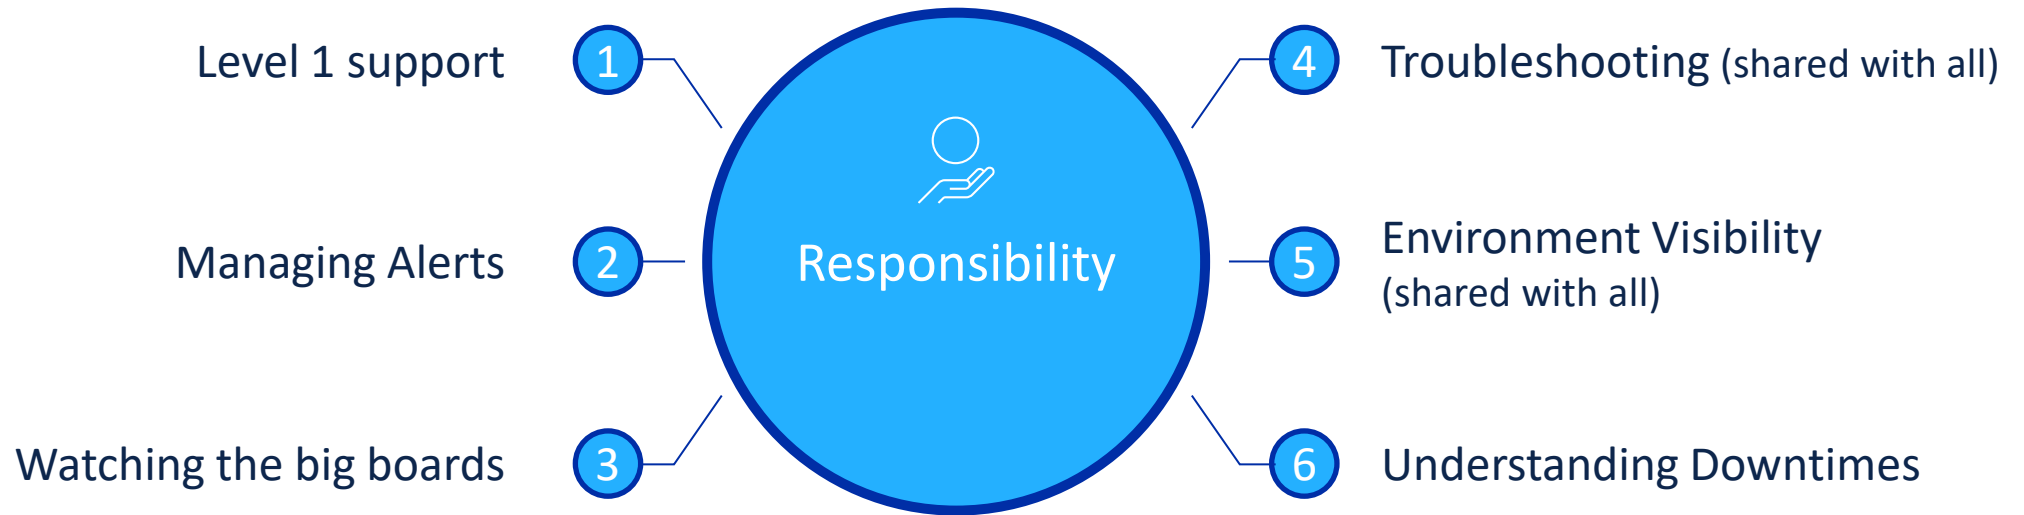 Level 1 support
1
Managing Alerts
2
Watching the big boards
3
Responsibility
4
Troubleshooting (shared with all)
5
Environment Visibility
(shared with all)
6
Understanding Downtimes